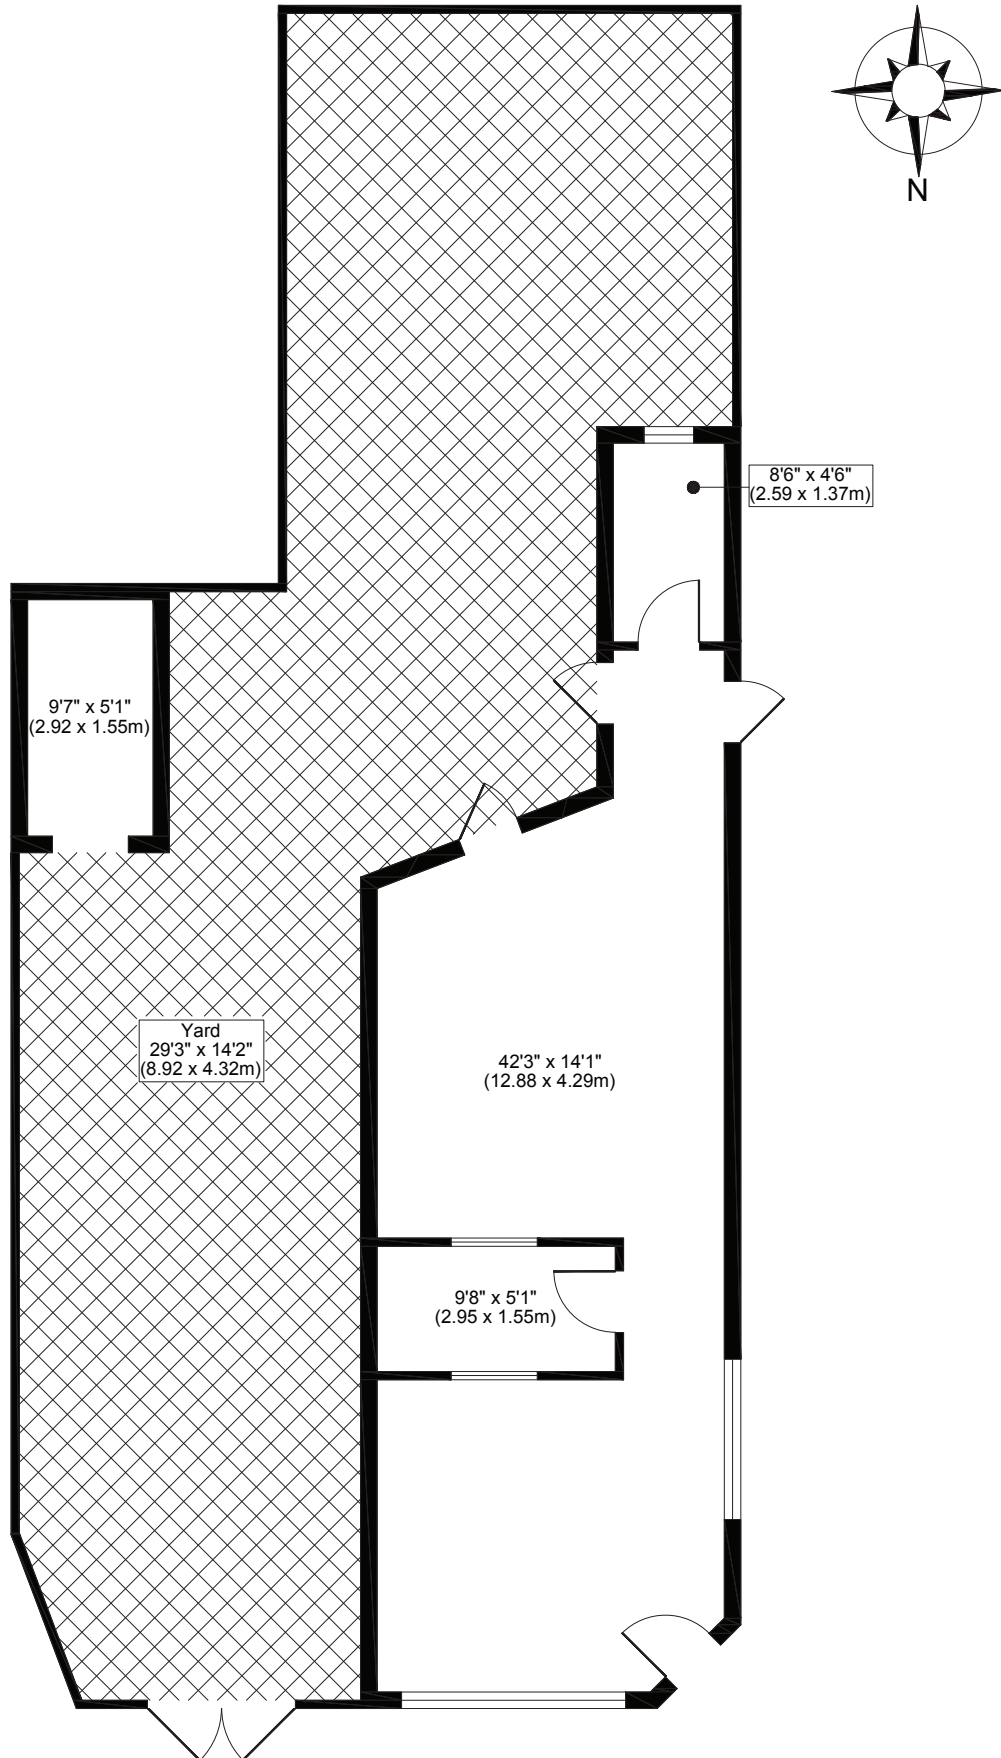 N
8'6" x 4'6"
(2.59 x 1.37m)
9'7" x 5'1"
(2.92 x 1.55m)
Yard
29'3" x 14'2"
(8.92 x 4.32m)
42'3" x 14'1"
(12.88 x 4.29m)
9'8" x 5'1"
(2.95 x 1.55m)